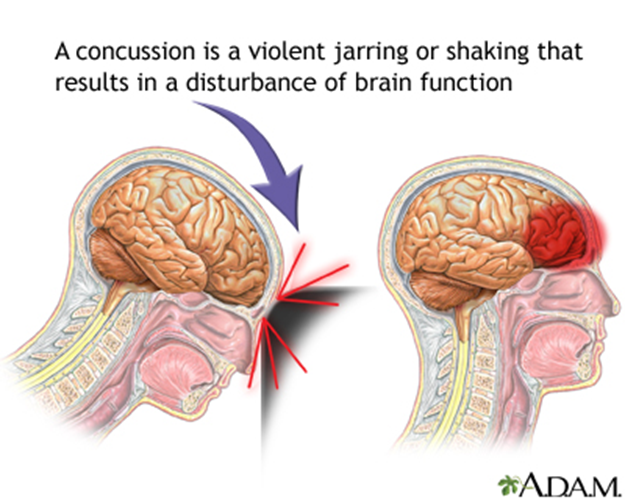 A concussion is a violent jarring or shaking that
results in a disturbance of brain function
A.D.A.M.